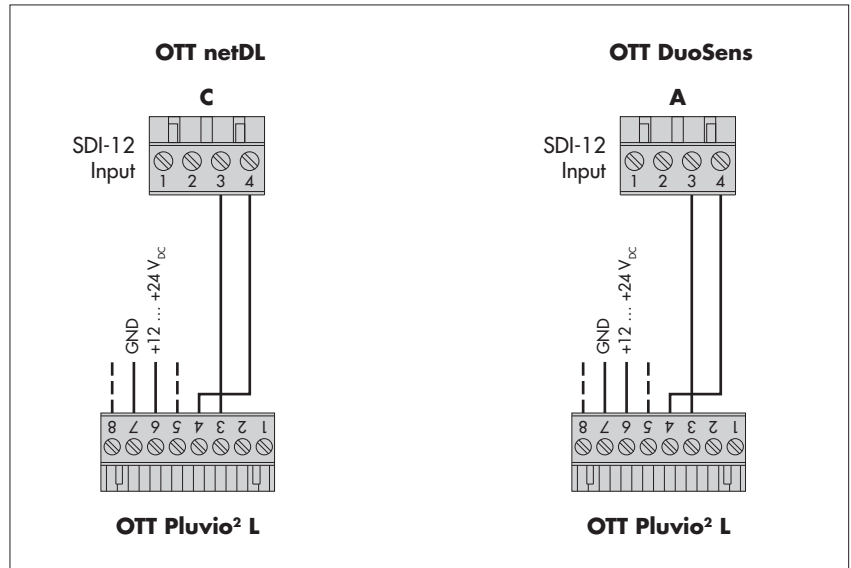 OTT netDL
C
SDI-12
Input
1 2 3 4
GND
+12 ... +24 V DC
8 7 6 5 4 3 2 1
OTT Pluvio² L
OTT DuoSens
A
SDI-12
Input
1 2 3 4
GND
+12 ... +24 V DC
8 7 6 5 4 3 2 1
OTT Pluvio² L